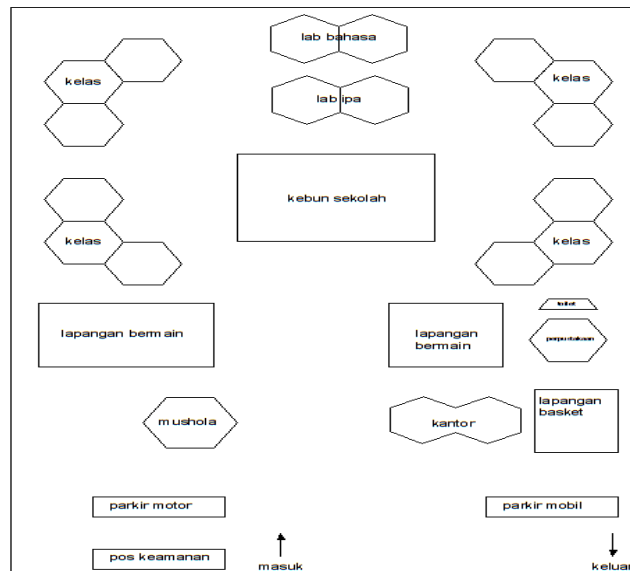 lab bahasa
kelas
kelas
lab ipa
kebun sekolah
kelas
kelas
toilet
lapangan bermain
lapangan
bermain
perpustakaan
lapangan
basket
mushola
kantor
parkir motor
parkir mobil
pos keamanan
masuk
keluar